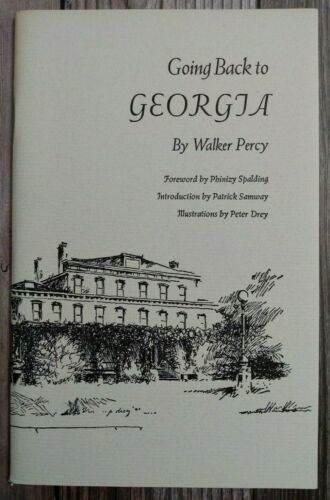 Going Back to
GEORGIA
By Walker Percy
Foreword by Phinizy Spalding
Introduction by Patrick Samway
Illustrations by Peter Drey